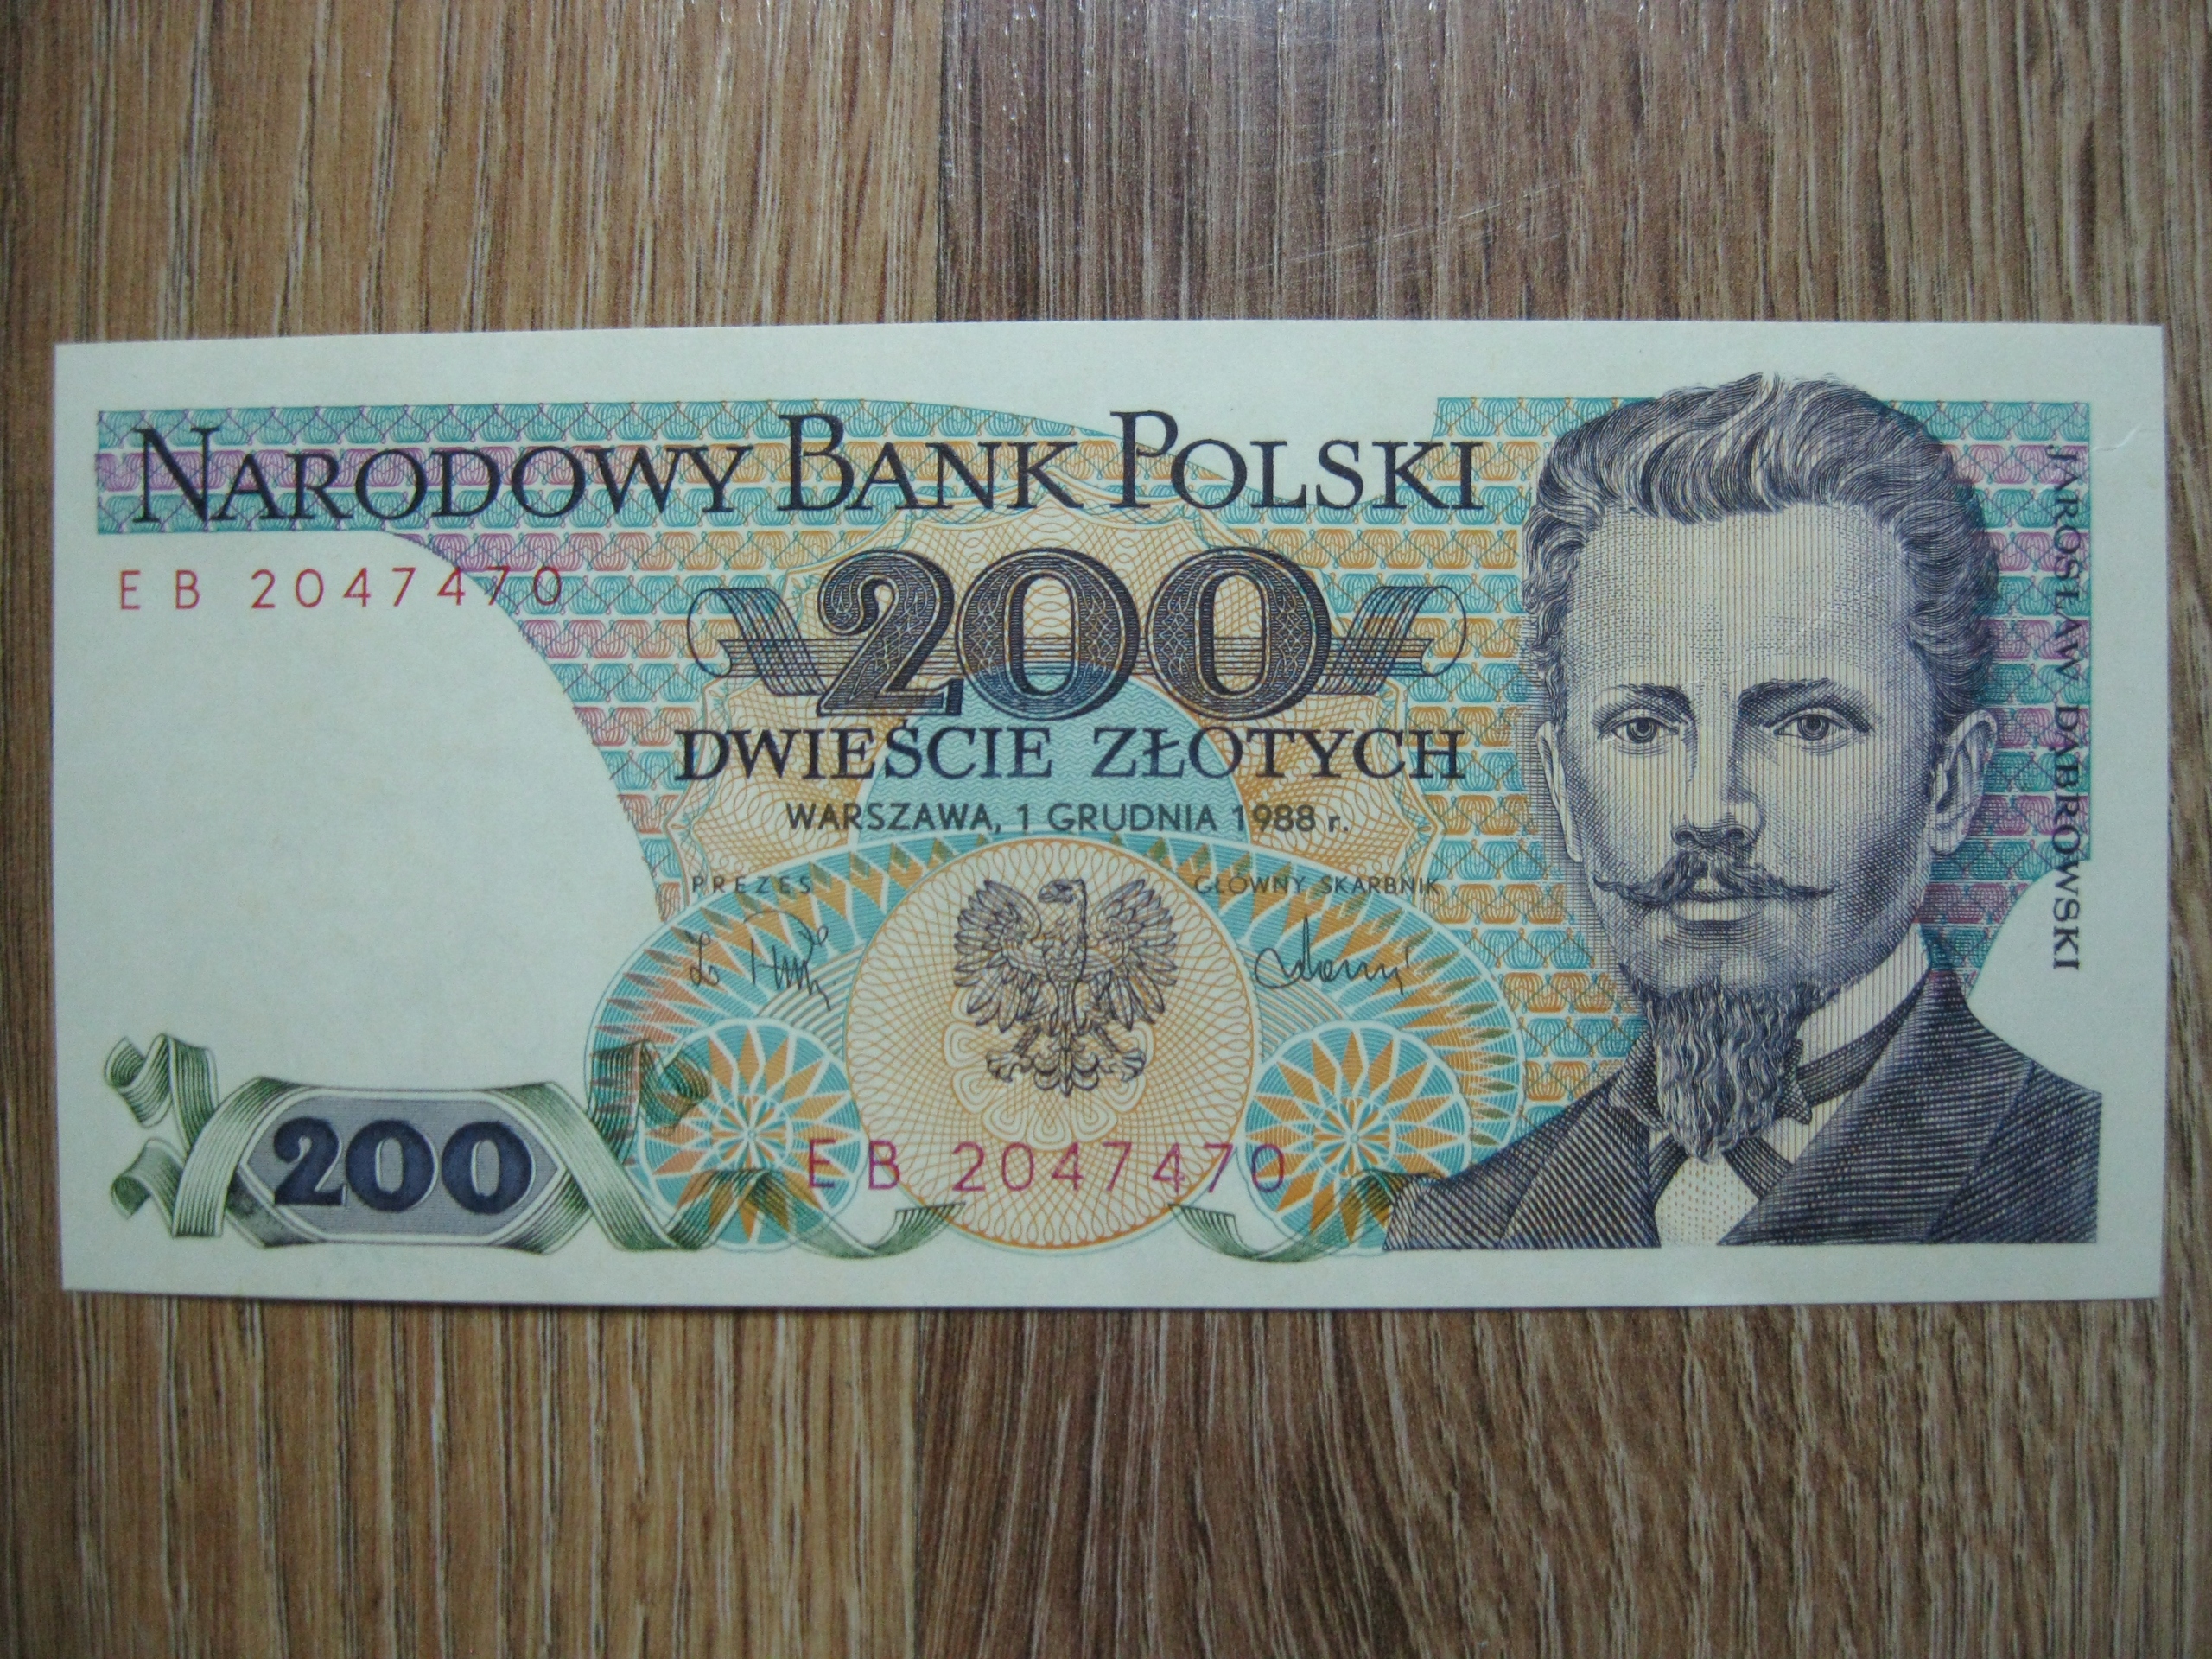 NARODOWY BANK POLSKI
EB 2047470
200
DWIEŚCIE ZŁOTYCH
WARSZAWA, 1 GRUDNIA 1988 r.
PREZES GŁÓWNY SKARBNIK
200
EB 2047470
JAROSŁAW DĄBROWSKI